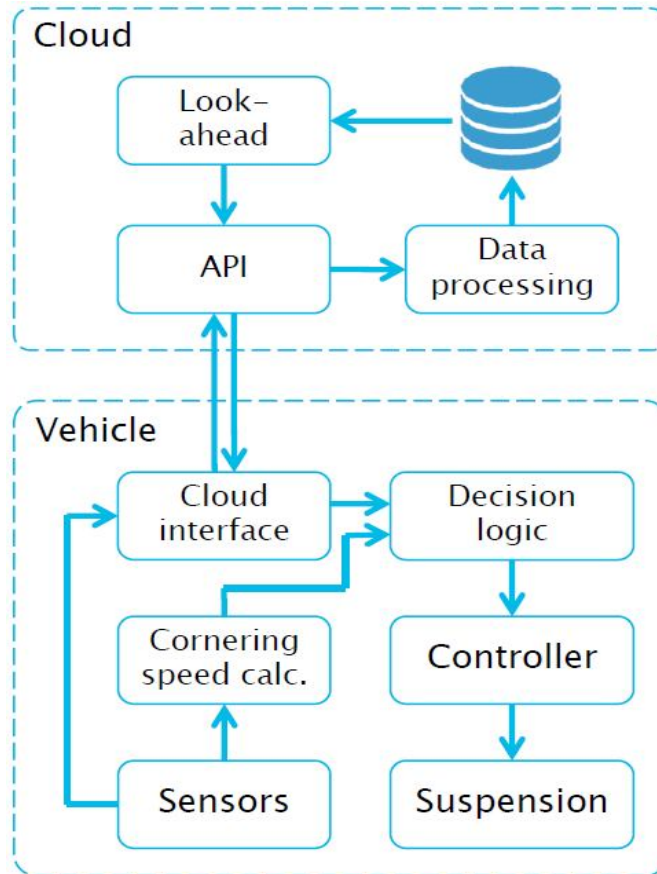 Cloud
Look-
ahead
API
Data
processing
Vehicle
Cloud
interface
Decision
logic
Cornering
speed calc.
Controller
Sensors
Suspension